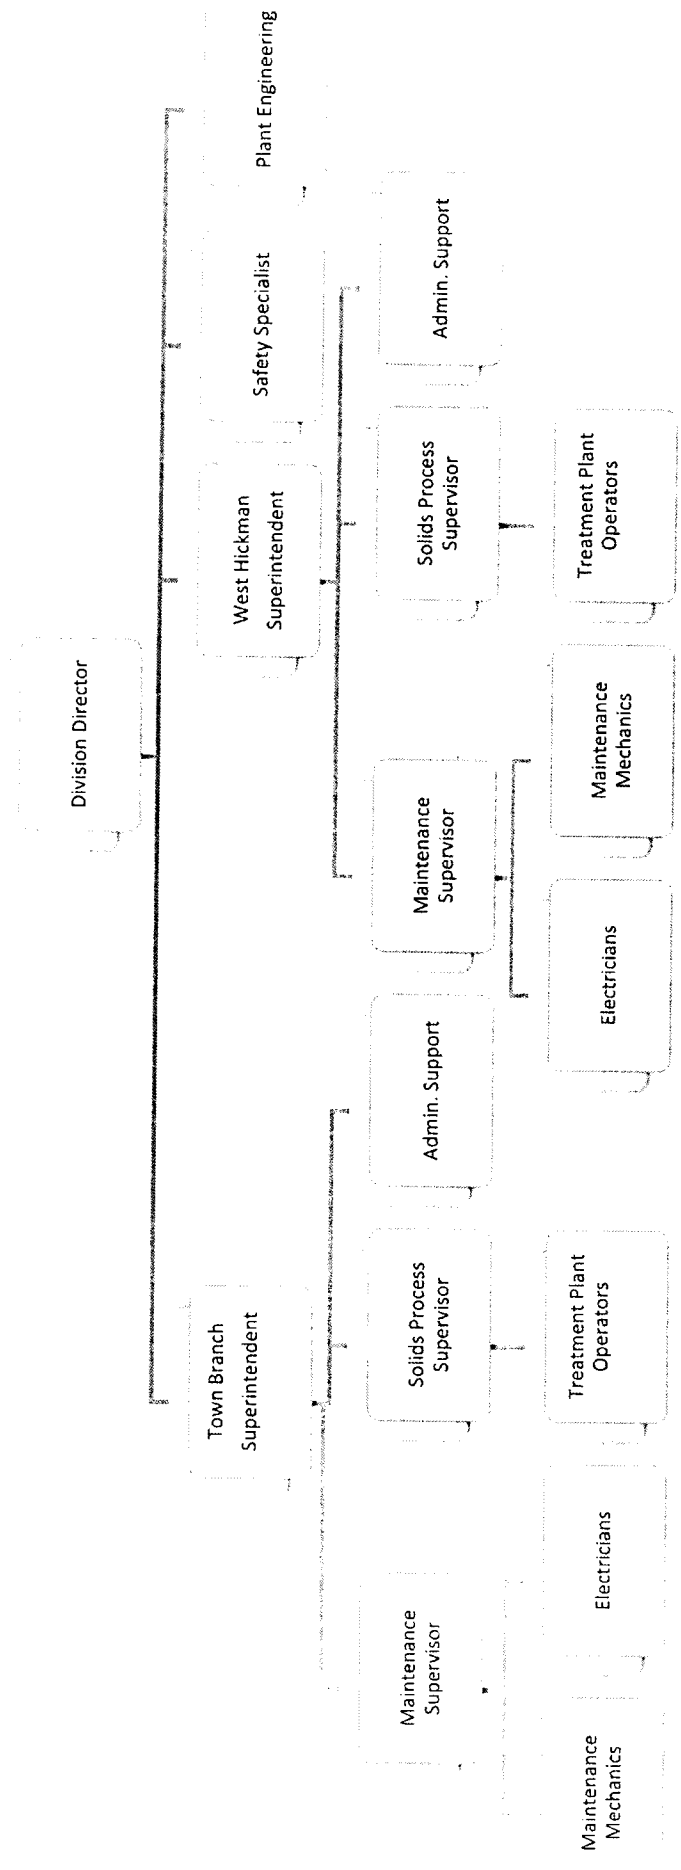 Division Director
Town Branch
Superintendent
West Hickman
Superintendent
Safety Specialist
Plant Engineering
Maintenance
Supervisor
Solids Process
Supervisor
Admin. Support
Maintenance
Supervisor
Solids Process
Supervisor
Admin. Support
Maintenance
Mechanics
Electricians
Treatment Plant
Operators
Electricians
Maintenance
Mechanics
Treatment Plant
Operators